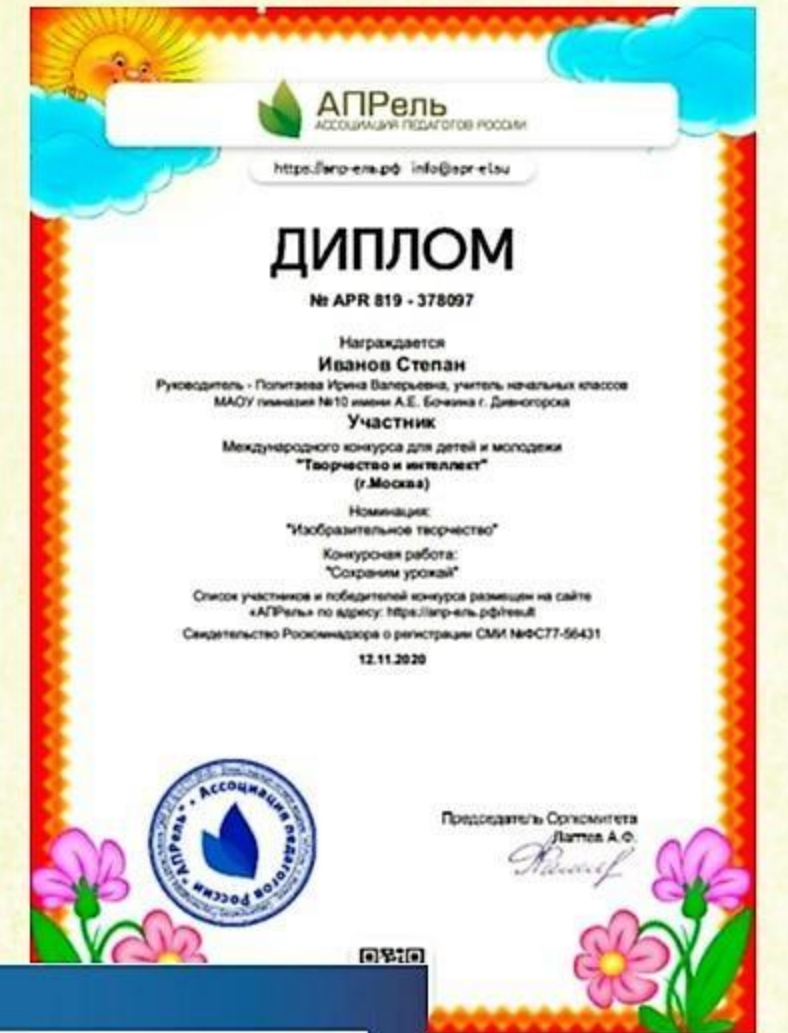 АПРель
АССОЦИАЦИЯ ПЕДАГОГОВ РОССИИ
https://апр-ель.рф info@apr-el.su
ДИПЛОМ
№ APR 819 - 378097
Награждается
Иванов Степан
Руководитель - Политаева Ирина Валерьевна, учитель начальных классов
МАОУ гимназия №10 имени А.Е. Бочкина г. Дивногорска
Участник
Международного конкурса для детей и молодежи
"Творчество и интеллект"
(г.Москва)
Номинация:
"Изобразительное творчество"
Конкурсная работа:
"Сохраним урожай"
Список участников и победителей конкурса размещен на сайте
«АПРель» по адресу: https://апр-ель.рф/result
Свидетельство Роскомнадзора о регистрации СМИ №ФС77-56431
12.11.2020
Председатель Оргкомитета
Лаптев А.Ф.
Ассоциация педагогов России "АПРель"